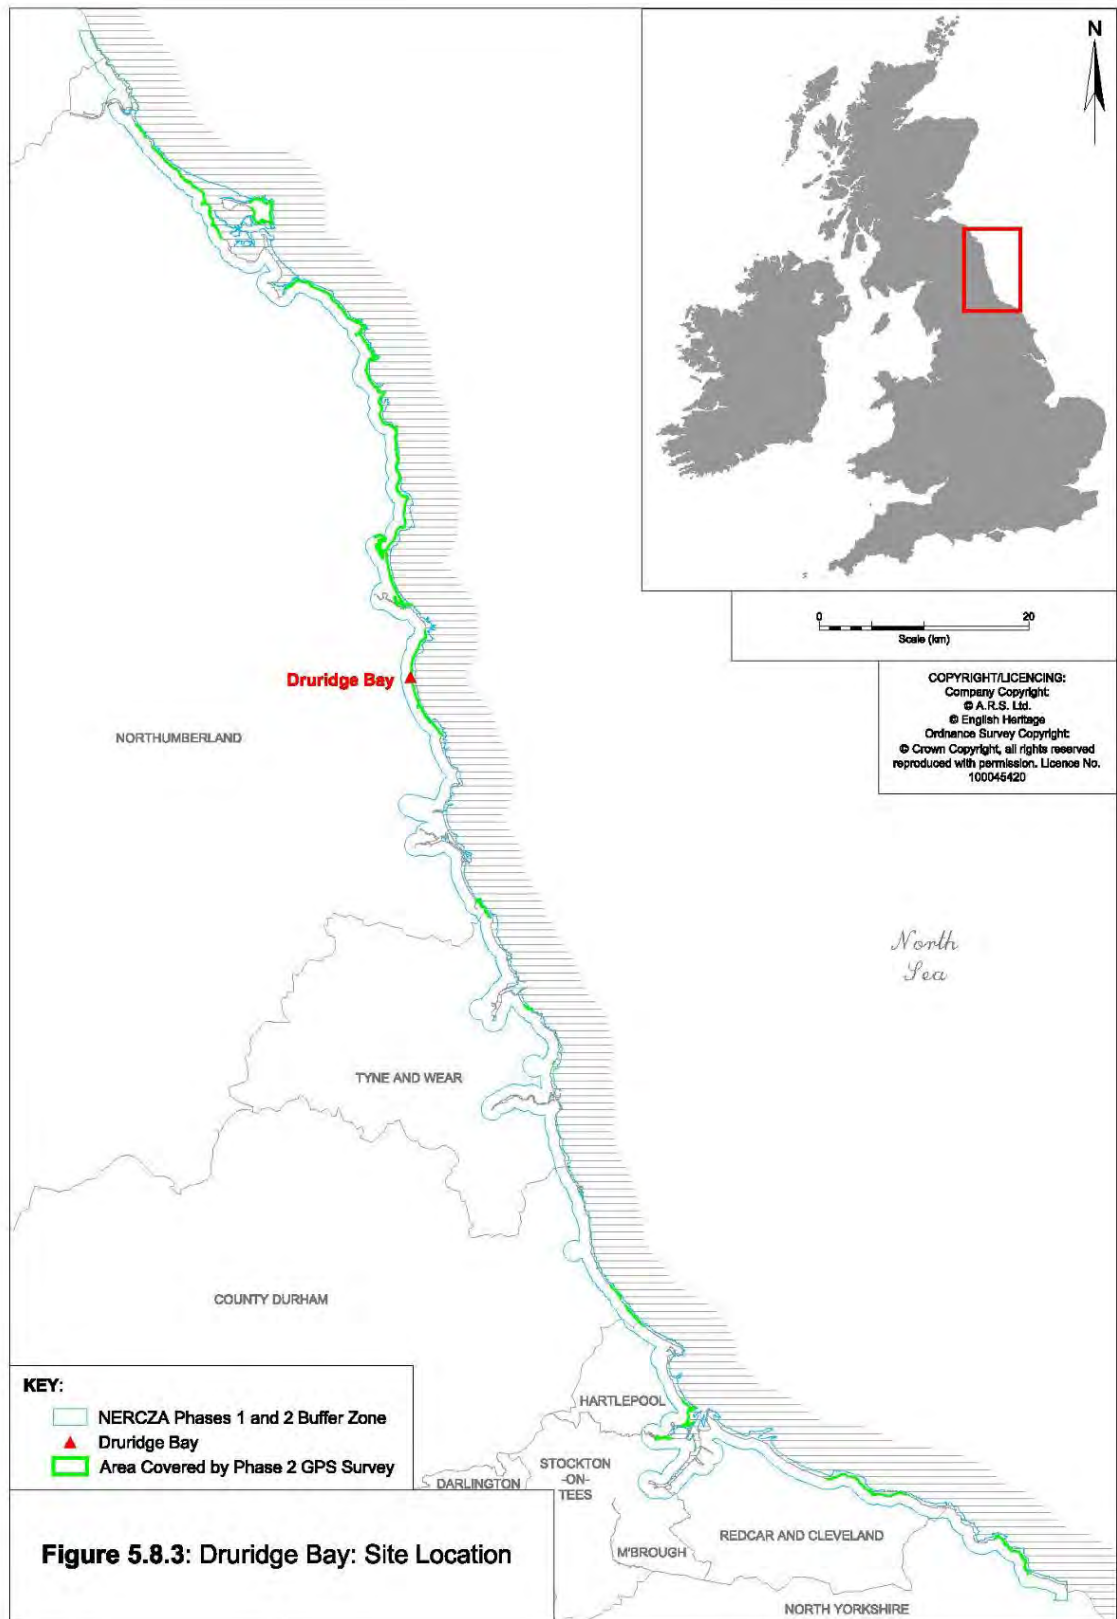 N
0 20
Scale (km)
COPYRIGHT/LICENCING:
Company Copyright:
© A.R.S. Ltd.
© English Heritage
Ordnance Survey Copyright:
© Crown Copyright, all rights reserved
reproduced with permission. Licence No.
100045420
Druridge Bay
NORTHUMBERLAND
North
Sea
TYNE AND WEAR
COUNTY DURHAM
HARTLEPOOL
STOCKTON
-ON-
TEES
DARLINGTON
M'BROUGH
REDCAR AND CLEVELAND
NORTH YORKSHIRE
KEY:
NERCZA Phases 1 and 2 Buffer Zone
Druridge Bay
Area Covered by Phase 2 GPS Survey
Figure 5.8.3: Druridge Bay: Site Location